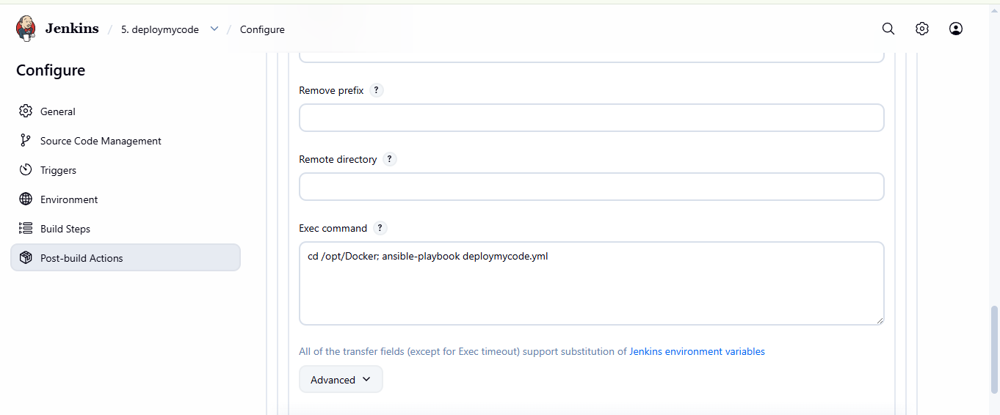 Jenkins / 5. deploymycode / Configure
Configure
General
Source Code Management
Triggers
Environment
Build Steps
Post-build Actions
Remove prefix ?
Remote directory ?
Exec command ?
cd /opt/Docker; ansible-playbook deploymycode.yml
All of the transfer fields (except for Exec timeout) support substitution of Jenkins environment variables
Advanced